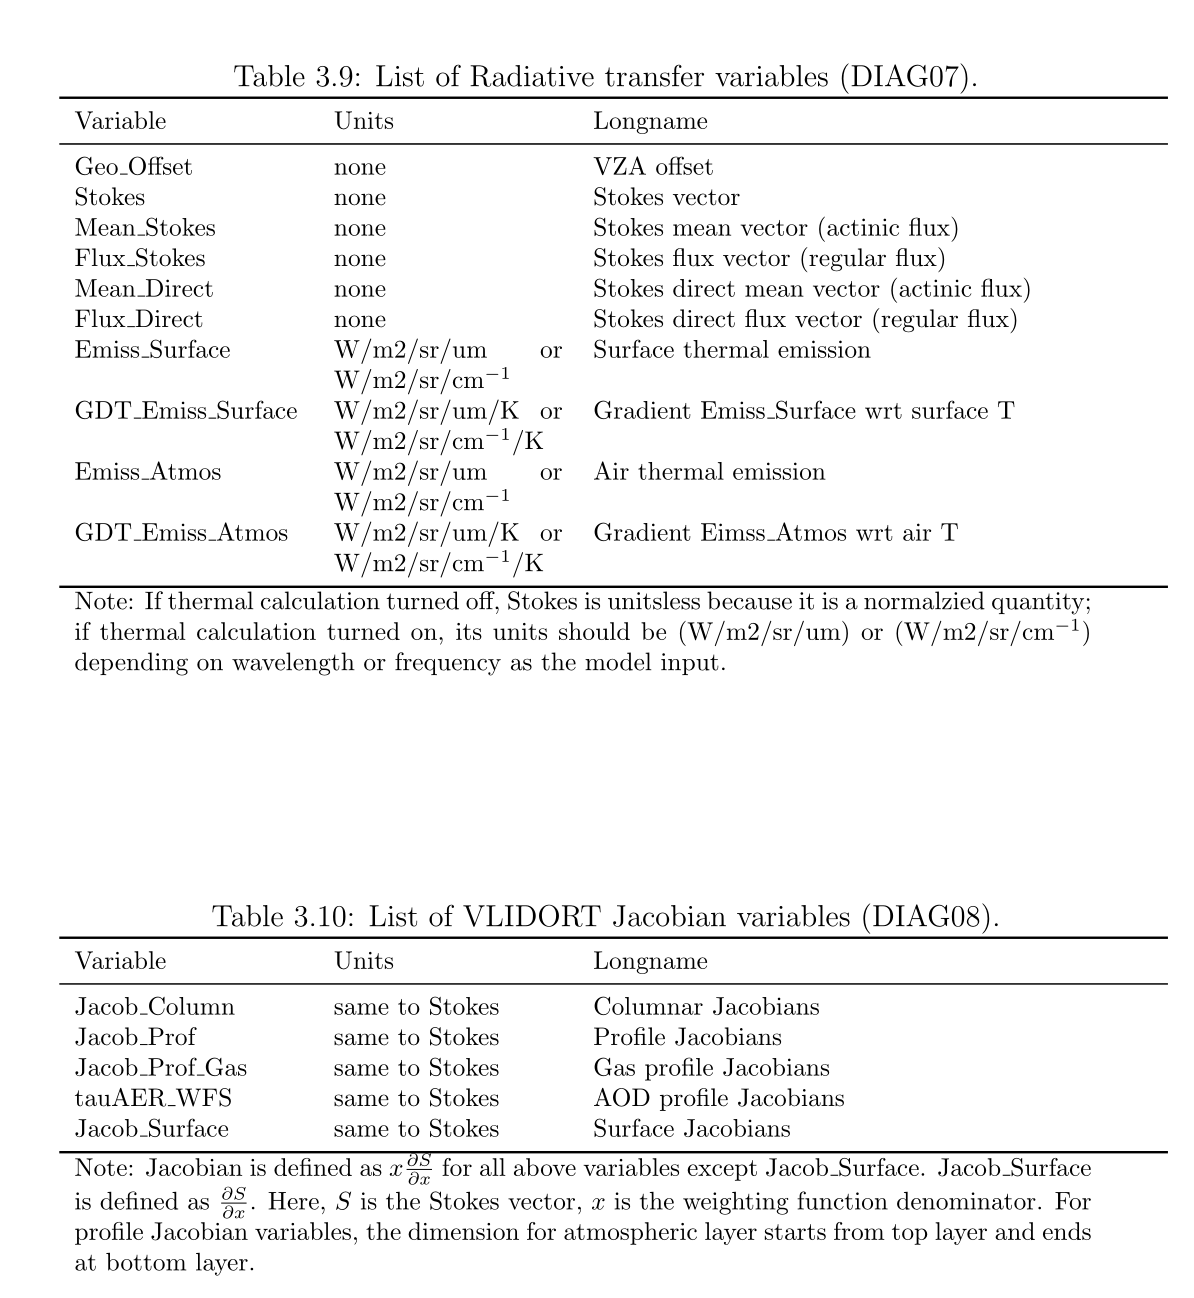 Table 3.9: List of Radiative transfer variables (DIAG07).
Variable Units Longname
Geo_Offset none VZA offset
Stokes none Stokes vector
Mean_Stokes none Stokes mean vector (actinic flux)
Flux_Stokes none Stokes flux vector (regular flux)
Mean_Direct none Stokes direct mean vector (actinic flux)
Flux_Direct none Stokes direct flux vector (regular flux)
Emiss_Surface W/m2/sr/um or Surface thermal emission
W/m2/sr/cm⁻¹
GDT_Emiss_Surface W/m2/sr/um/K or Gradient Emiss_Surface wrt surface T
W/m2/sr/cm⁻¹/K
Emiss_Atmos W/m2/sr/um or Air thermal emission
W/m2/sr/cm⁻¹
GDT_Emiss_Atmos W/m2/sr/um/K or Gradient Eimss_Atmos wrt air T
W/m2/sr/cm⁻¹/K
Note: If thermal calculation turned off, Stokes is unitsless because it is a normalzied quantity;
if thermal calculation turned on, its units should be (W/m2/sr/um) or (W/m2/sr/cm⁻¹)
depending on wavelength or frequency as the model input.
Table 3.10: List of VLIDORT Jacobian variables (DIAG08).
Variable Units Longname
Jacob_Column same to Stokes Columnar Jacobians
Jacob_Prof same to Stokes Profile Jacobians
Jacob_Prof_Gas same to Stokes Gas profile Jacobians
tauAER_WFS same to Stokes AOD profile Jacobians
Jacob_Surface same to Stokes Surface Jacobians
Note: Jacobian is defined as x ∂S/∂x for all above variables except Jacob_Surface. Jacob_Surface
is defined as ∂S/∂x. Here, S is the Stokes vector, x is the weighting function denominator. For
profile Jacobian variables, the dimension for atmospheric layer starts from top layer and ends
at bottom layer.